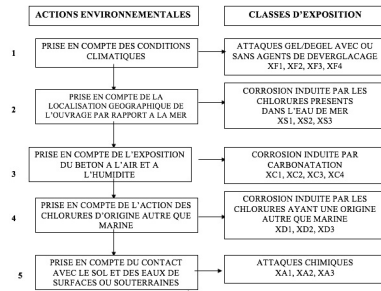 ACTIONS ENVIRONNEMENTALES
CLASSES D'EXPOSITION
1
PRISE EN COMPTE DES CONDITIONS
CLIMATIQUES
ATTAQUES GEL/DEGEL AVEC OU
SANS AGENTS DE DEVERGLACAGE
XF1, XF2, XF3, XF4
2
PRISE EN COMPTE DE LA
LOCALISATION GEOGRAPHIQUE DE
L'OUVRAGE PAR RAPPORT A LA MER
CORROSION INDUITE PAR LES
CHLORURES PRESENTS
DANS L'EAU DE MER
XS1, XS2, XS3
3
PRISE EN COMPTE DE L'EXPOSITION
DU BETON A L'AIR ET A
L'HUMIDITE
CORROSION INDUITE PAR
CARBONATATION
XC1, XC2, XC3, XC4
4
PRISE EN COMPTE DE L'ACTION DES
CHLORURES D'ORIGINE AUTRE QUE
MARINE
CORROSION INDUITE PAR LES
CHLORURES AYANT UNE ORIGINE
AUTRE QUE MARINE
XD1, XD2, XD3
5
PRISE EN COMPTE DU CONTACT
AVEC LE SOL ET DES EAUX DE
SURFACES OU SOUTERRAINES
ATTAQUES CHIMIQUES
XA1, XA2, XA3